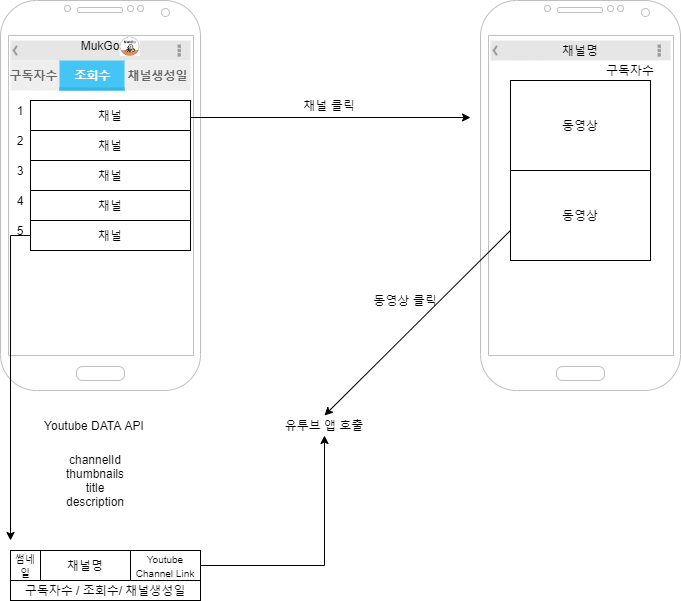 MukGo
구독자수 조회수 채널생성일
1 채널
2 채널
3 채널
4 채널
5 채널
채널 클릭
채널명
구독자수
동영상
동영상
동영상 클릭
유투브 앱 호출
Youtube DATA API
channelId
thumbnails
title
description
썸네
일
채널명
Youtube
Channel Link
구독자수 / 조회수/ 채널생성일